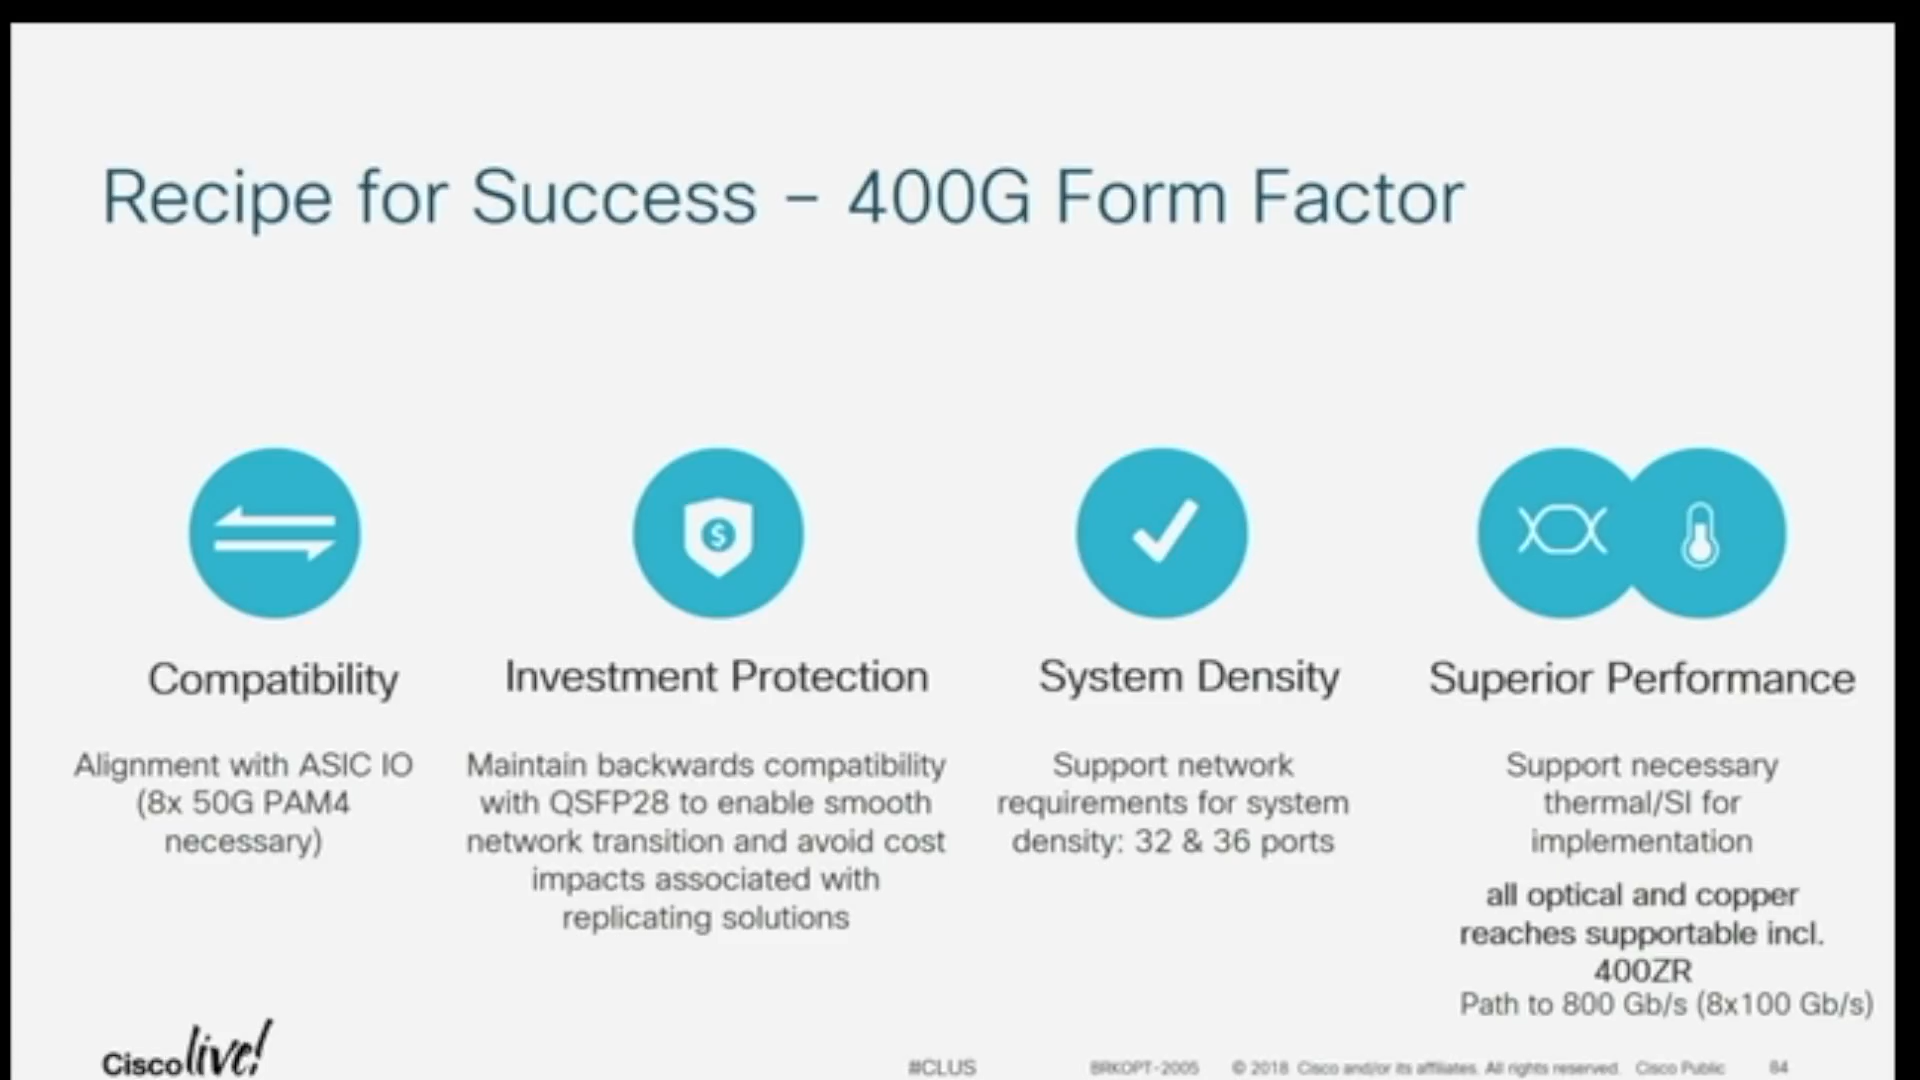 Recipe for Success – 400G Form Factor
$
Compatibility
Alignment with ASIC IO
(8x 50G PAM4
necessary)
Investment Protection
Maintain backwards compatibility
with QSFP28 to enable smooth
network transition and avoid cost
impacts associated with
replicating solutions
System Density
Support network
requirements for system
density: 32 & 36 ports
Superior Performance
Support necessary
thermal/SI for
implementation
all optical and copper
reaches supportable incl.
400ZR
Path to 800 Gb/s (8x100 Gb/s)
Cisco live!
#CLUS
BRKOPT-2005
© 2018 Cisco and/or its affiliates. All rights reserved. Cisco Public
84